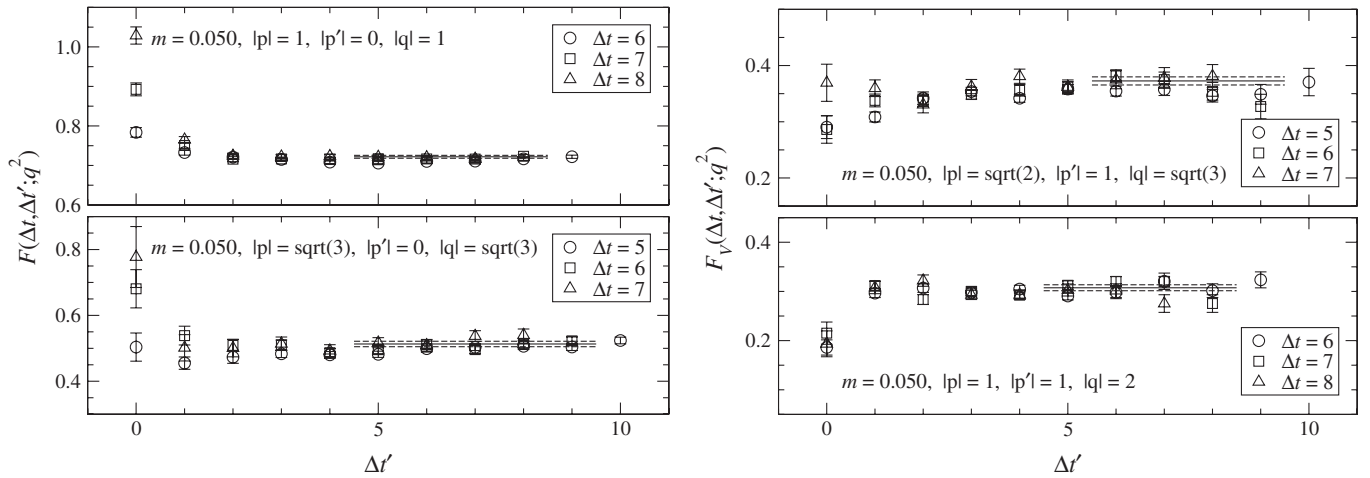 m = 0.050, |p| = 1, |p′| = 0, |q| = 1
Δt = 6
Δt = 7
Δt = 8
1.0
0.8
0.6
F(Δt,Δt′;q²)
m = 0.050, |p| = sqrt(3), |p′| = 0, |q| = sqrt(3)
Δt = 5
Δt = 6
Δt = 7
0.8
0.6
0.4
0 5 10
Δt′
0.4
0.2
F_V(Δt,Δt′;q²)
Δt = 5
Δt = 6
Δt = 7
m = 0.050, |p| = sqrt(2), |p′| = 1, |q| = sqrt(3)
0.4
0.2
Δt = 6
Δt = 7
Δt = 8
m = 0.050, |p| = 1, |p′| = 1, |q| = 2
0 5 10
Δt′